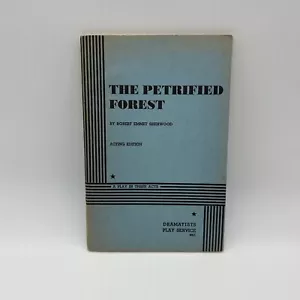 THE PETRIFIED
FOREST
BY ROBERT EMMET SHERWOOD
ACTING EDITION
A PLAY IN THREE ACTS
DRAMATISTS
PLAY SERVICE
INC.